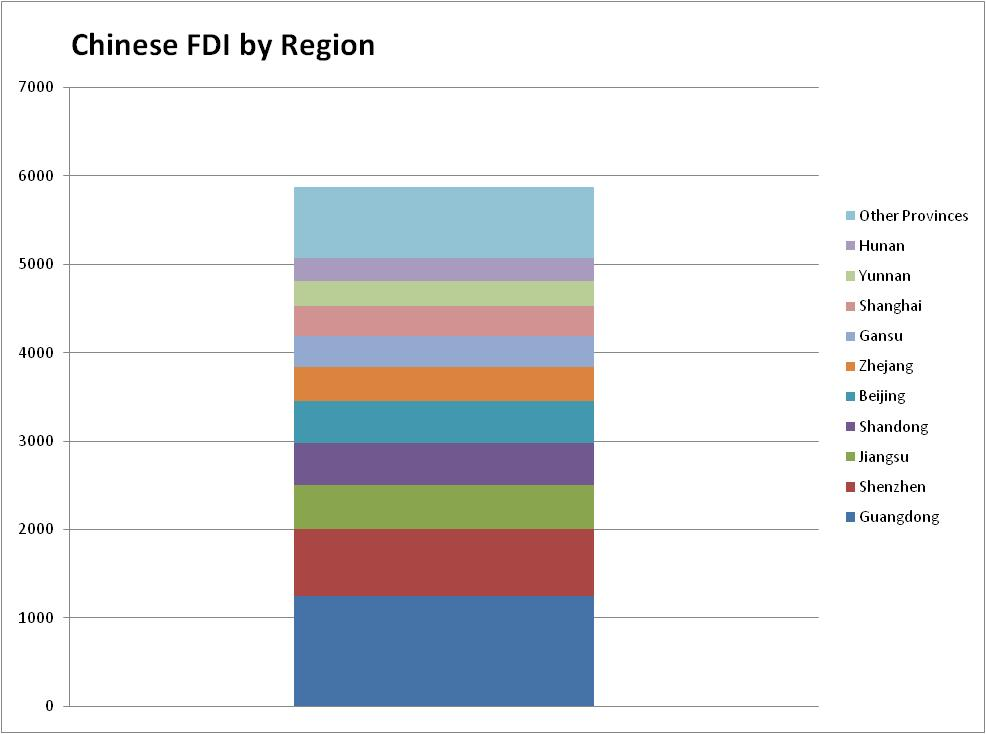 Chinese FDI by Region
7000
6000
5000
4000
3000
2000
1000
0
Other Provinces
Hunan
Yunnan
Shanghai
Gansu
Zhejang
Beijing
Shandong
Jiangsu
Shenzhen
Guangdong